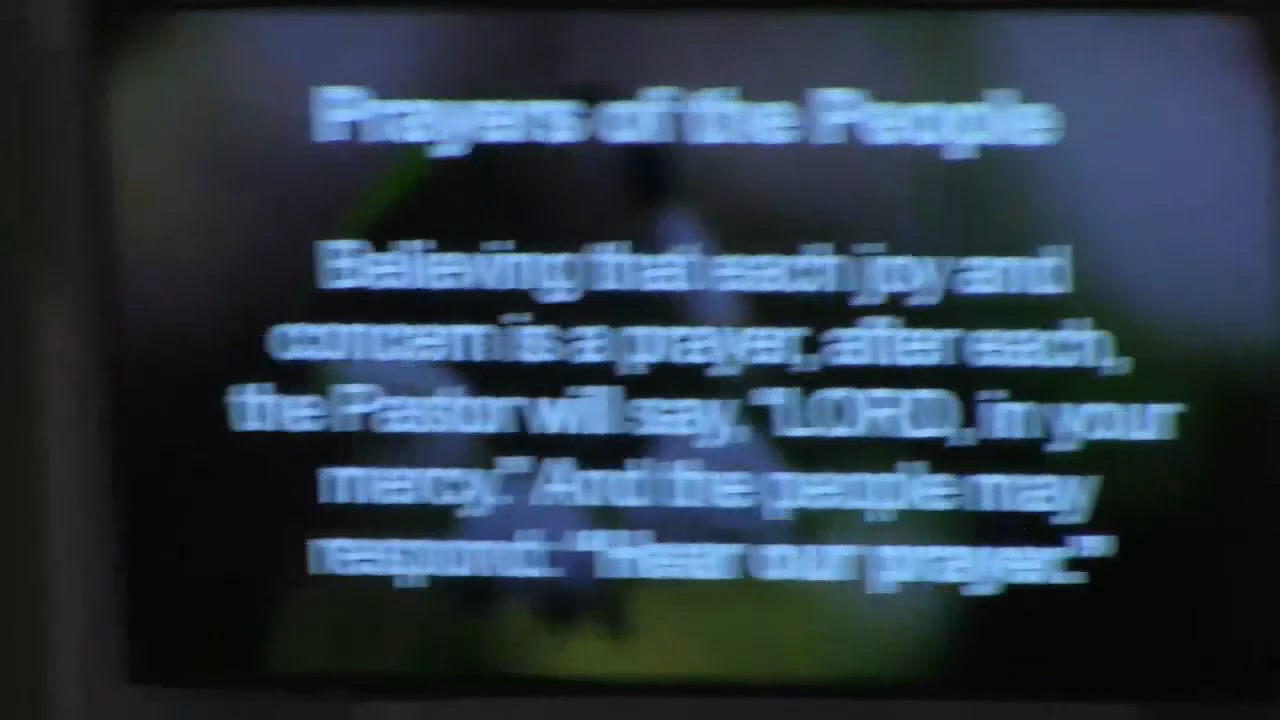 Prayers of the People
Believing that each joy and
concern is a prayer, after each,
the Pastor will say, "LORD, in your
mercy." And the people may
respond. "Hear our prayer."